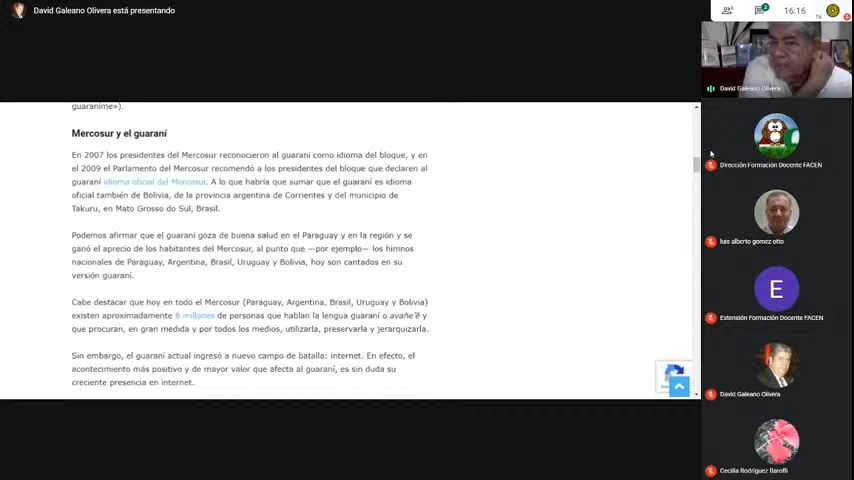 David Galeano Olivera está presentando
2
16:16
Tú
David Galeano Olivera
guaraníme»).
Mercosur y el guaraní
En 2007 los presidentes del Mercosur reconocieron al guaraní como idioma del bloque, y en
el 2009 el Parlamento del Mercosur recomendó a los presidentes del bloque que declaren al
guaraní idioma oficial del Mercosur. A lo que habría que sumar que el guaraní es idioma
oficial también de Bolivia, de la provincia argentina de Corrientes y del municipio de
Takuru, en Mato Grosso do Sul, Brasil.
Podemos afirmar que el guaraní goza de buena salud en el Paraguay y en la región y se
ganó el aprecio de los habitantes del Mercosur, al punto que —por ejemplo— los himnos
nacionales de Paraguay, Argentina, Brasil, Uruguay y Bolivia, hoy son cantados en su
versión guaraní.
Cabe destacar que hoy en todo el Mercosur (Paraguay, Argentina, Brasil, Uruguay y Bolivia)
existen aproximadamente 8 millones de personas que hablan la lengua guaraní o avañe'ẽ y
que procuran, en gran medida y por todos los medios, utilizarla, preservarla y jerarquizarla.
Sin embargo, el guaraní actual ingresó a nuevo campo de batalla: internet. En efecto, el
acontecimiento más positivo y de mayor valor que afecta al guaraní, es sin duda su
creciente presencia en internet.
Dirección Formación Docente FACEN
luis alberto gomez otto
E
Extensión Formación Docente FACEN
David Galeano Olivera
Cecilia Rodríguez Baroffi